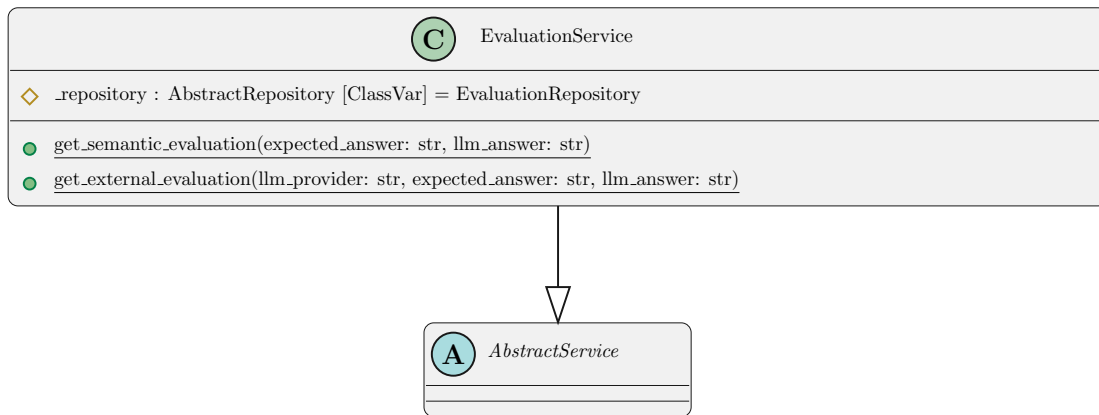 C EvaluationService
_repository : AbstractRepository [ClassVar] = EvaluationRepository
get_semantic_evaluation(expected_answer: str, llm_answer: str)
get_external_evaluation(llm_provider: str, expected_answer: str, llm_answer: str)
A AbstractService